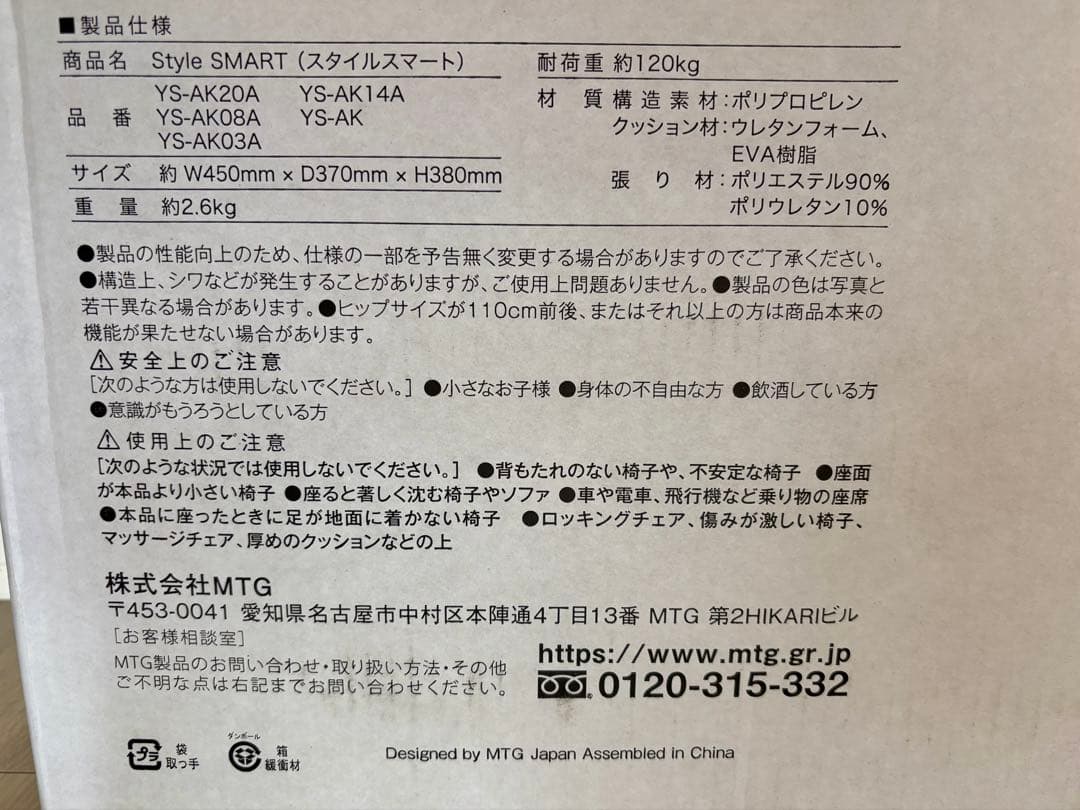 ■製品仕様
商品名 Style SMART（スタイルスマート）
品 番 YS-AK20A YS-AK14A
YS-AK08A YS-AK
YS-AK03A
サイズ 約 W450mm × D370mm × H380mm
重 量 約2.6kg
耐荷重 約120kg
材 質 構造素材：ポリプロピレン
クッション材：ウレタンフォーム、
EVA樹脂
張り材：ポリエステル90%
ポリウレタン10%
●製品の性能向上のため、仕様の一部を予告無く変更する場合がありますのでご了承ください。
●構造上、シワなどが発生することがありますが、ご使用上問題ありません。●製品の色は写真と
若干異なる場合があります。●ヒップサイズが110cm前後、またはそれ以上の方は商品本来の
機能が果たせない場合があります。
⚠安全上のご注意
［次のような方は使用しないでください。］ ●小さなお子様 ●身体の不自由な方 ●飲酒している方
●意識がもうろうとしている方
⚠使用上のご注意
［次のような状況では使用しないでください。］ ●背もたれのない椅子や、不安定な椅子 ●座面
が本品より小さい椅子 ●座ると著しく沈む椅子やソファ ●車や電車、飛行機など乗り物の座席
●本品に座ったときに足が地面に着かない椅子 ●ロッキングチェア、傷みが激しい椅子、
マッサージチェア、厚めのクッションなどの上
株式会社MTG
〒453-0041 愛知県名古屋市中村区本陣通4丁目13番 MTG 第2HIKARIビル
［お客様相談室］
MTG製品のお問い合わせ・取り扱い方法・その他
ご不明な点は右記までお問い合わせください。
https://www.mtg.gr.jp
0120-315-332
プラ 袋
取っ手
ダンボール
箱
緩衝材
Designed by MTG Japan Assembled in China